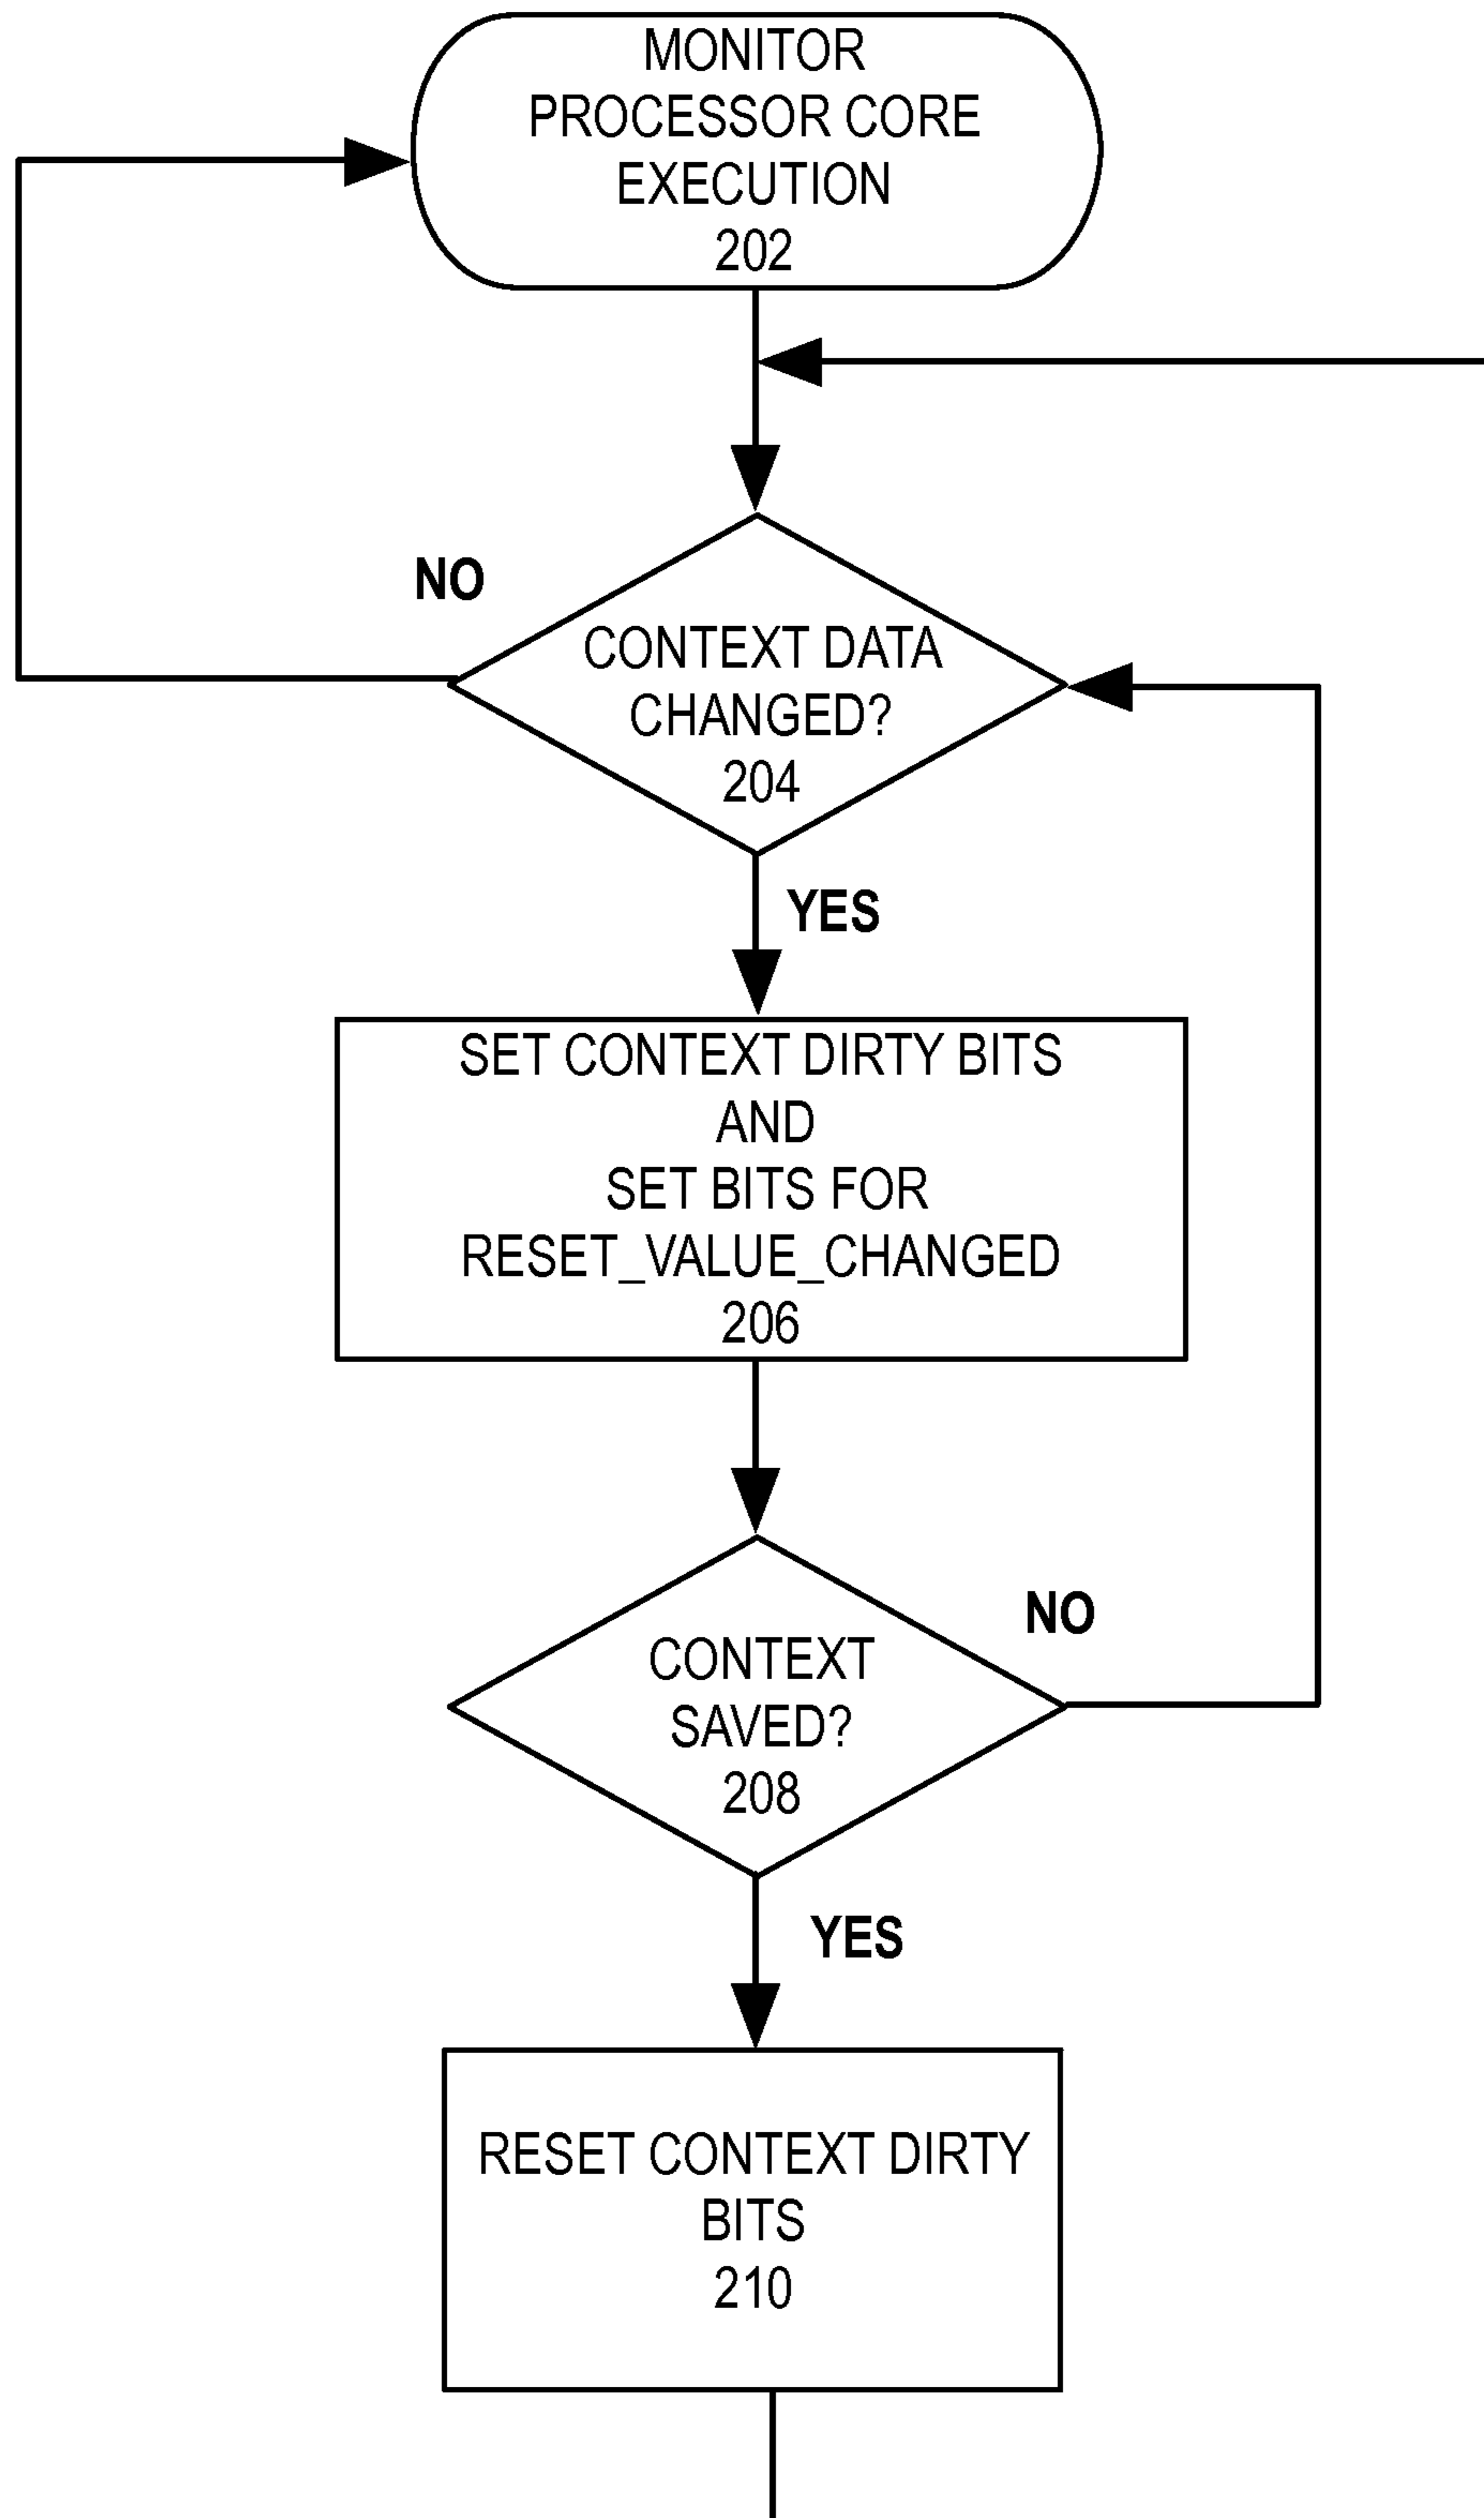 MONITOR
PROCESSOR CORE
EXECUTION
202
NO
CONTEXT DATA
CHANGED?
204
YES
SET CONTEXT DIRTY BITS
AND
SET BITS FOR
RESET_VALUE_CHANGED
206
NO
CONTEXT
SAVED?
208
YES
RESET CONTEXT DIRTY
BITS
210